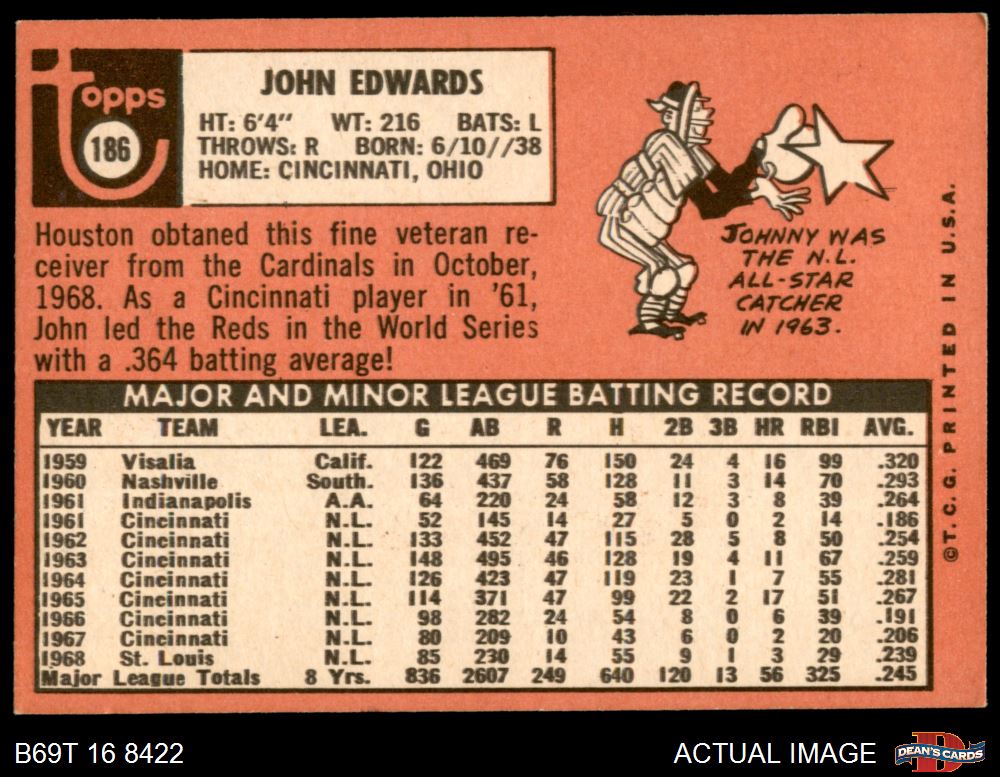 topps
186
JOHN EDWARDS
HT: 6'4" WT: 216 BATS: L
THROWS: R BORN: 6/10//38
HOME: CINCINNATI, OHIO
Houston obtaned this fine veteran re-
ceiver from the Cardinals in October,
1968. As a Cincinnati player in '61,
John led the Reds in the World Series
with a .364 batting average!
JOHNNY WAS
THE N.L.
ALL-STAR
CATCHER
IN 1963.
MAJOR AND MINOR LEAGUE BATTING RECORD
YEAR TEAM LEA. G AB R H 2B 3B HR RBI AVG.
1959 Visalia Calif. 122 469 76 150 24 4 16 99 .320
1960 Nashville South. 136 437 58 128 11 3 14 70 .293
1961 Indianapolis A.A. 64 220 24 58 12 3 8 39 .264
1961 Cincinnati N.L. 52 145 14 27 5 0 2 14 .186
1962 Cincinnati N.L. 133 452 47 115 28 5 8 50 .254
1963 Cincinnati N.L. 148 495 46 128 19 4 11 67 .259
1964 Cincinnati N.L. 126 423 47 119 23 1 7 55 .281
1965 Cincinnati N.L. 114 371 47 99 22 2 17 51 .267
1966 Cincinnati N.L. 98 282 24 54 8 0 6 39 .191
1967 Cincinnati N.L. 80 209 10 43 6 0 2 20 .206
1968 St. Louis N.L. 85 230 14 55 9 1 3 29 .239
Major League Totals 8 Yrs. 836 2607 249 640 120 13 56 325 .245
©T.C.G. PRINTED IN U.S.A.
B69T 16 8422
ACTUAL IMAGE
DEAN'S CARDS